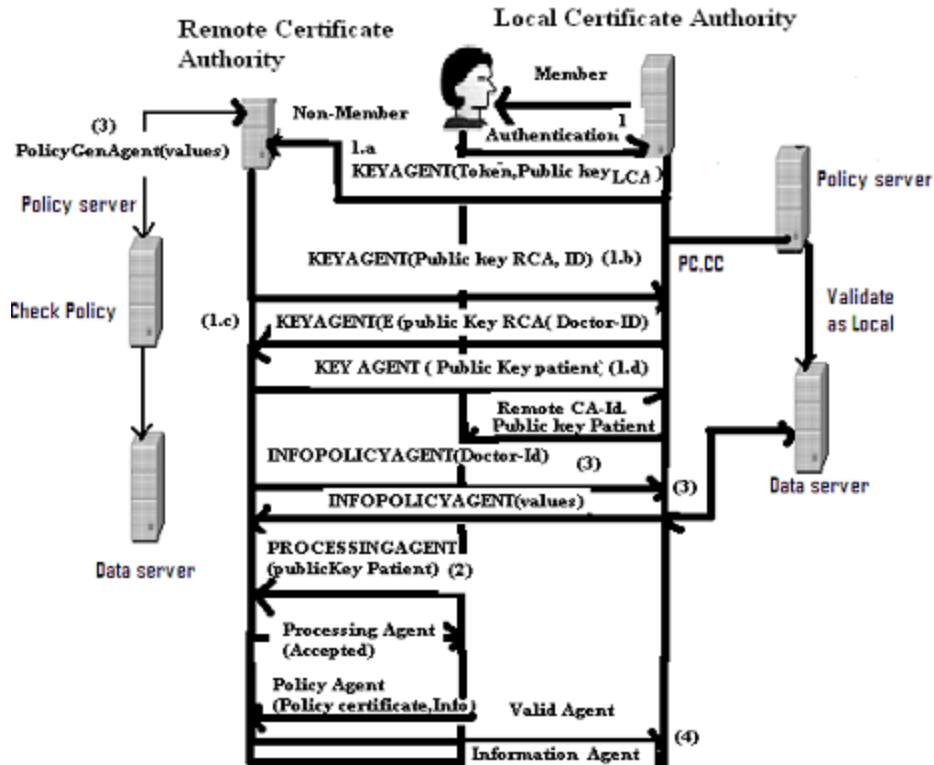 Local Certificate Authority
Remote Certificate
Authority
Member
Non-Member
1
(3)
Authentication
PolicyGenAgent(values)
1.a
KEYAGENT(Token,Public key LCA )
Policy server
Policy server
KEYAGENT(Public key RCA, ID) (1.b)
PC.CC
Check Policy
Validate
as Local
(1.c)
KEYAGENT(E (public Key RCA( Doctor-ID)
KEY AGENT ( Public Key patient) (1.d)
Remote CA-Id.
Public key Patient
INFOPOLICYAGENT(Doctor-Id)
(3)
(3)
Data server
INFOPOLICYAGENT(values)
PROCESSINGAGENT
(publicKey Patient) (2)
Data server
Processing Agent
(Accepted)
Policy Agent
(Policy certificate,Info)
Valid Agent
(4)
Information Agent